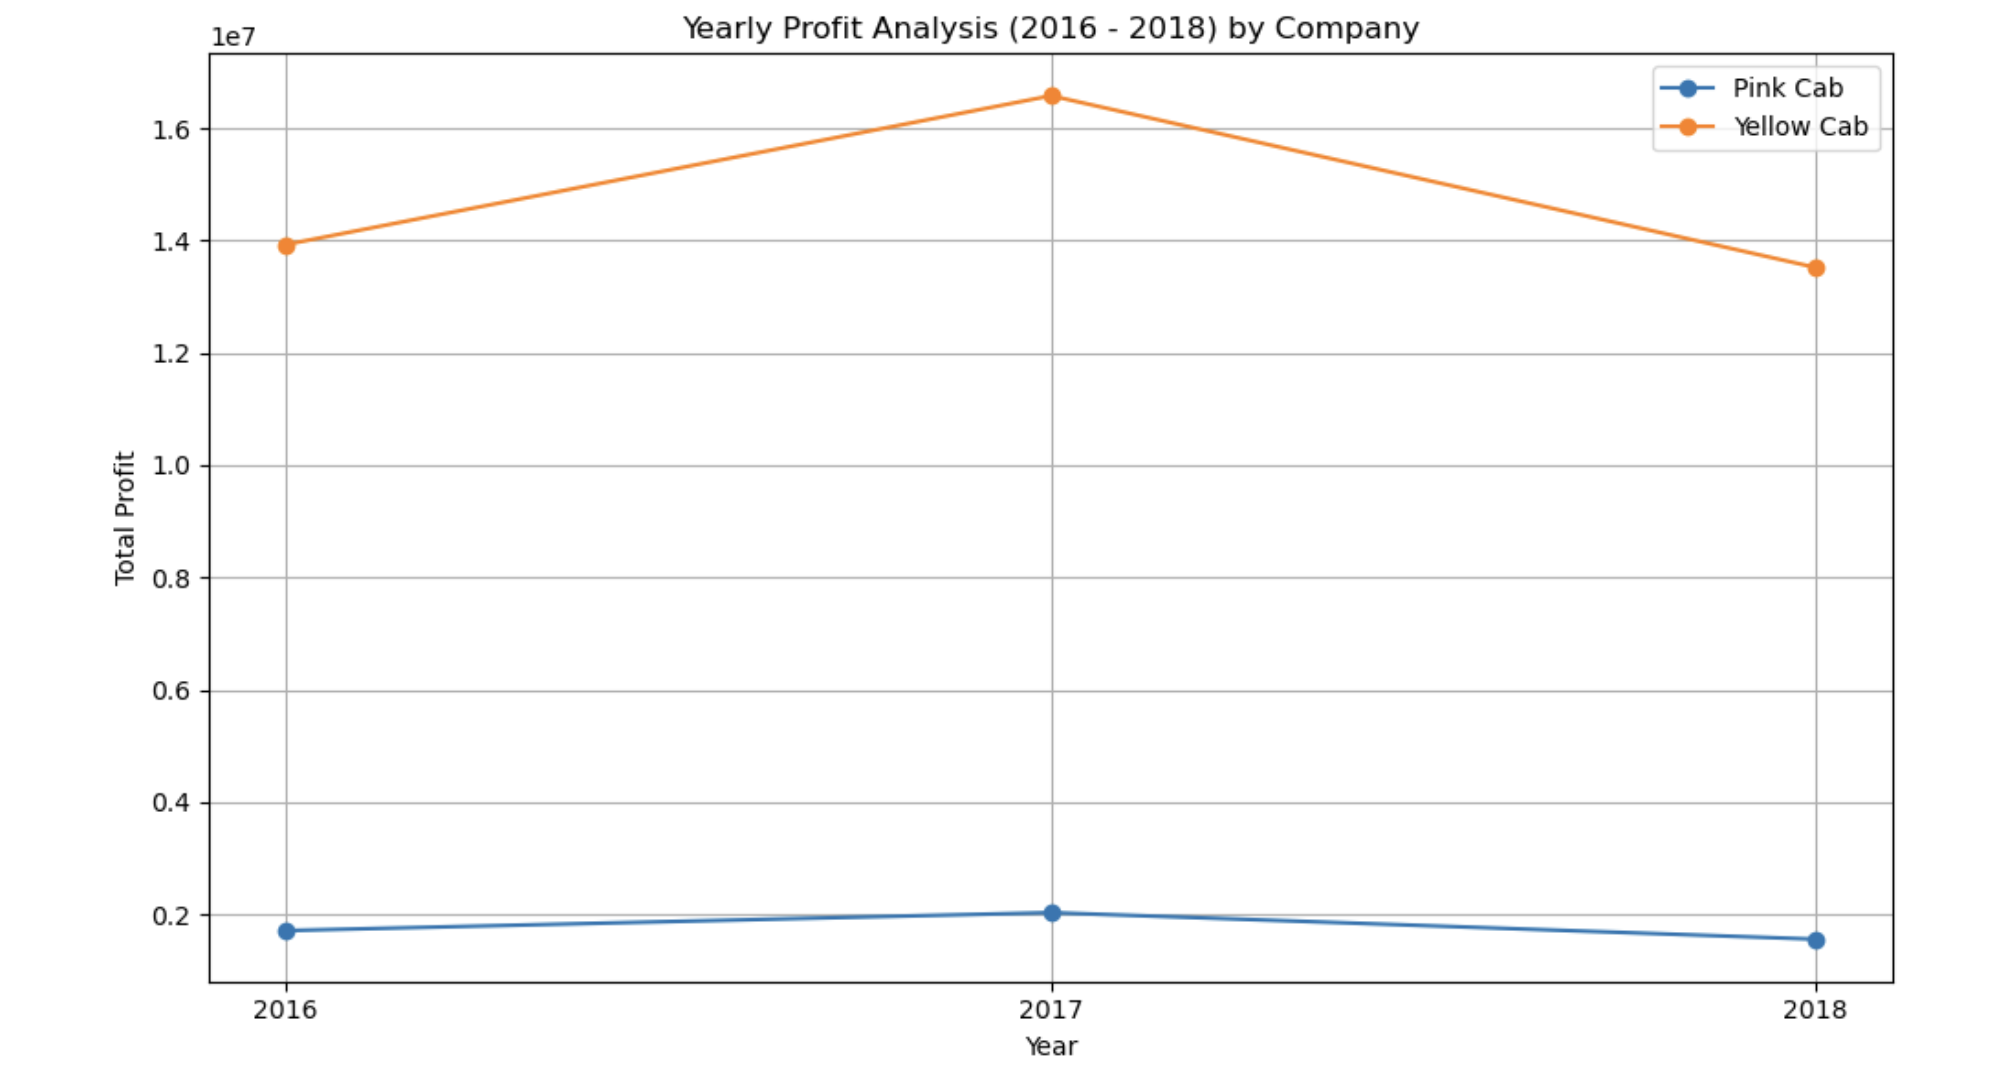 Yearly Profit Analysis (2016 - 2018) by Company
1e7
Pink Cab
Yellow Cab
1.6
1.4
1.2
1.0
0.8
0.6
0.4
0.2
Total Profit
2016
2017
2018
Year